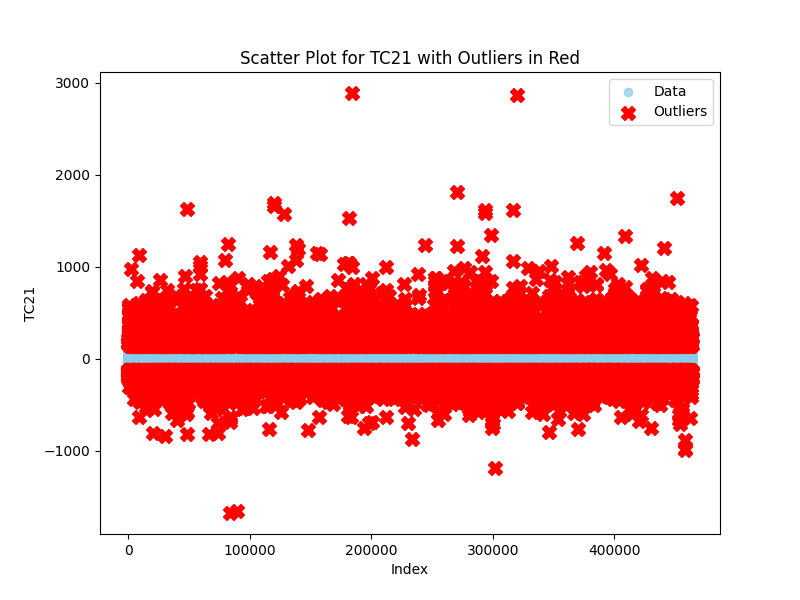 Scatter Plot for TC21 with Outliers in Red
Data
Outliers
3000
2000
1000
0
−1000
TC21
0
100000
200000
300000
400000
Index